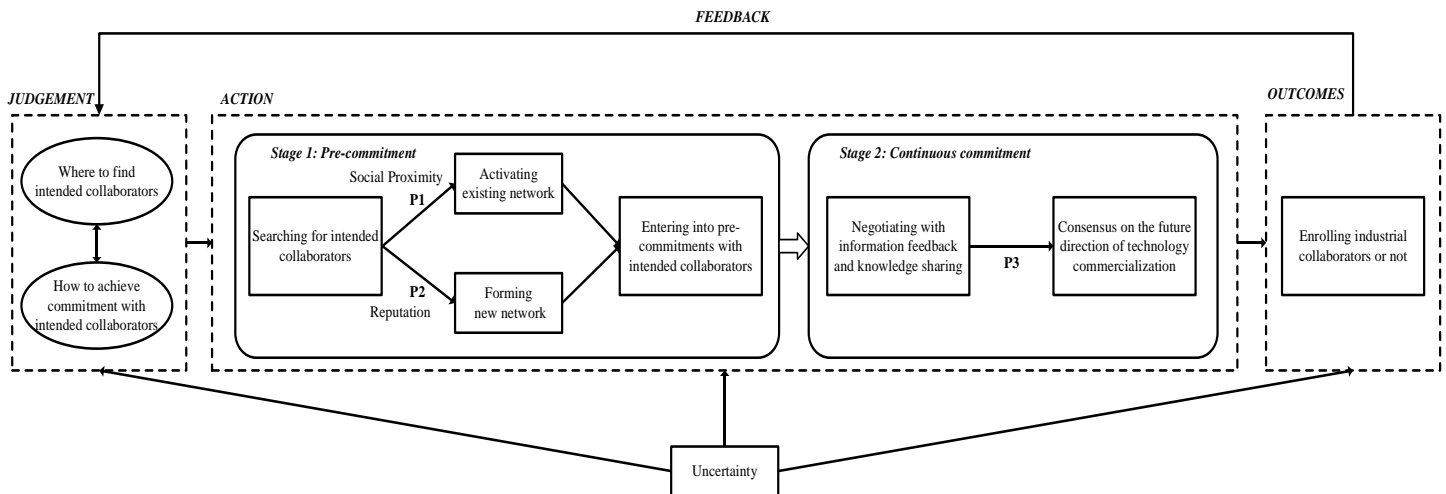 FEEDBACK
JUDGEMENT
ACTION
OUTCOMES
Where to find
intended collaborators
How to achieve
commitment with
intended collaborators
Stage 1: Pre-commitment
Searching for intended
collaborators
Social Proximity
P1
P2
Reputation
Activating
existing network
Forming
new network
Entering into pre-
commitments with
intended collaborators
Stage 2: Continuous commitment
Negotiating with
information feedback
and knowledge sharing
P3
Consensus on the future
direction of technology
commercialization
Enrolling industrial
collaborators or not
Uncertainty